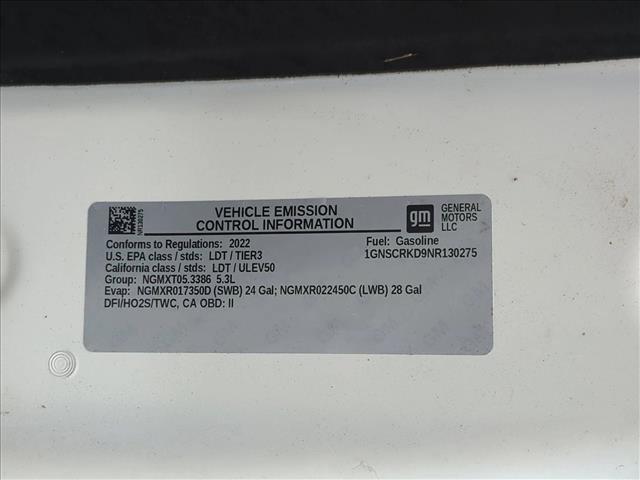 NR130275
VEHICLE EMISSION
CONTROL INFORMATION
gm
GENERAL
MOTORS
LLC
Conforms to Regulations: 2022
Fuel: Gasoline
U.S. EPA class / stds: LDT / TIER3
1GNSCRKD9NR130275
California class / stds: LDT / ULEV50
Group: NGMXT05.3386 5.3L
Evap: NGMXR017350D (SWB) 24 Gal; NGMXR022450C (LWB) 28 Gal
DFI/HO2S/TWC, CA OBD: II